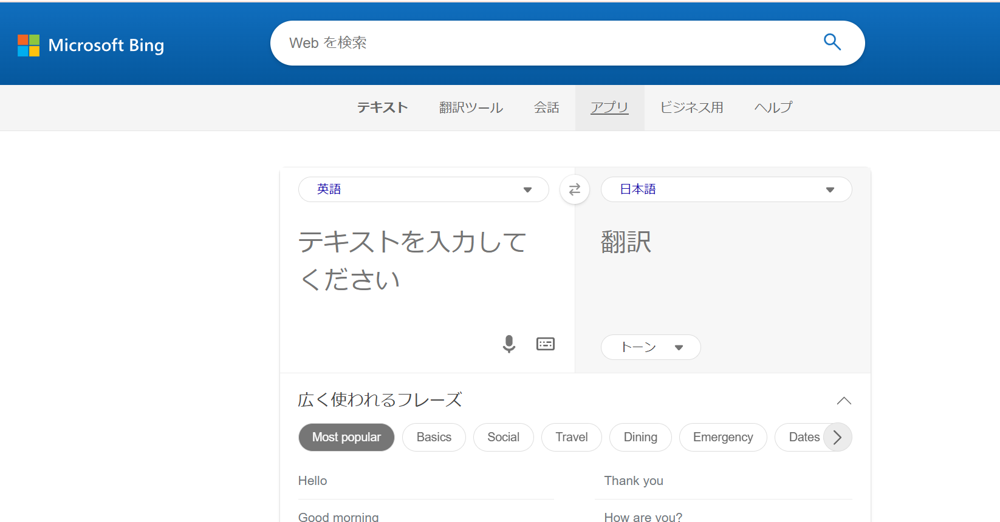 Microsoft Bing
Web を検索
テキスト 翻訳ツール 会話 アプリ ビジネス用 ヘルプ
英語 日本語
テキストを入力して
ください
翻訳
トーン
広く使われるフレーズ
Most popular Basics Social Travel Dining Emergency Dates
Hello Thank you
Good morning How are you?